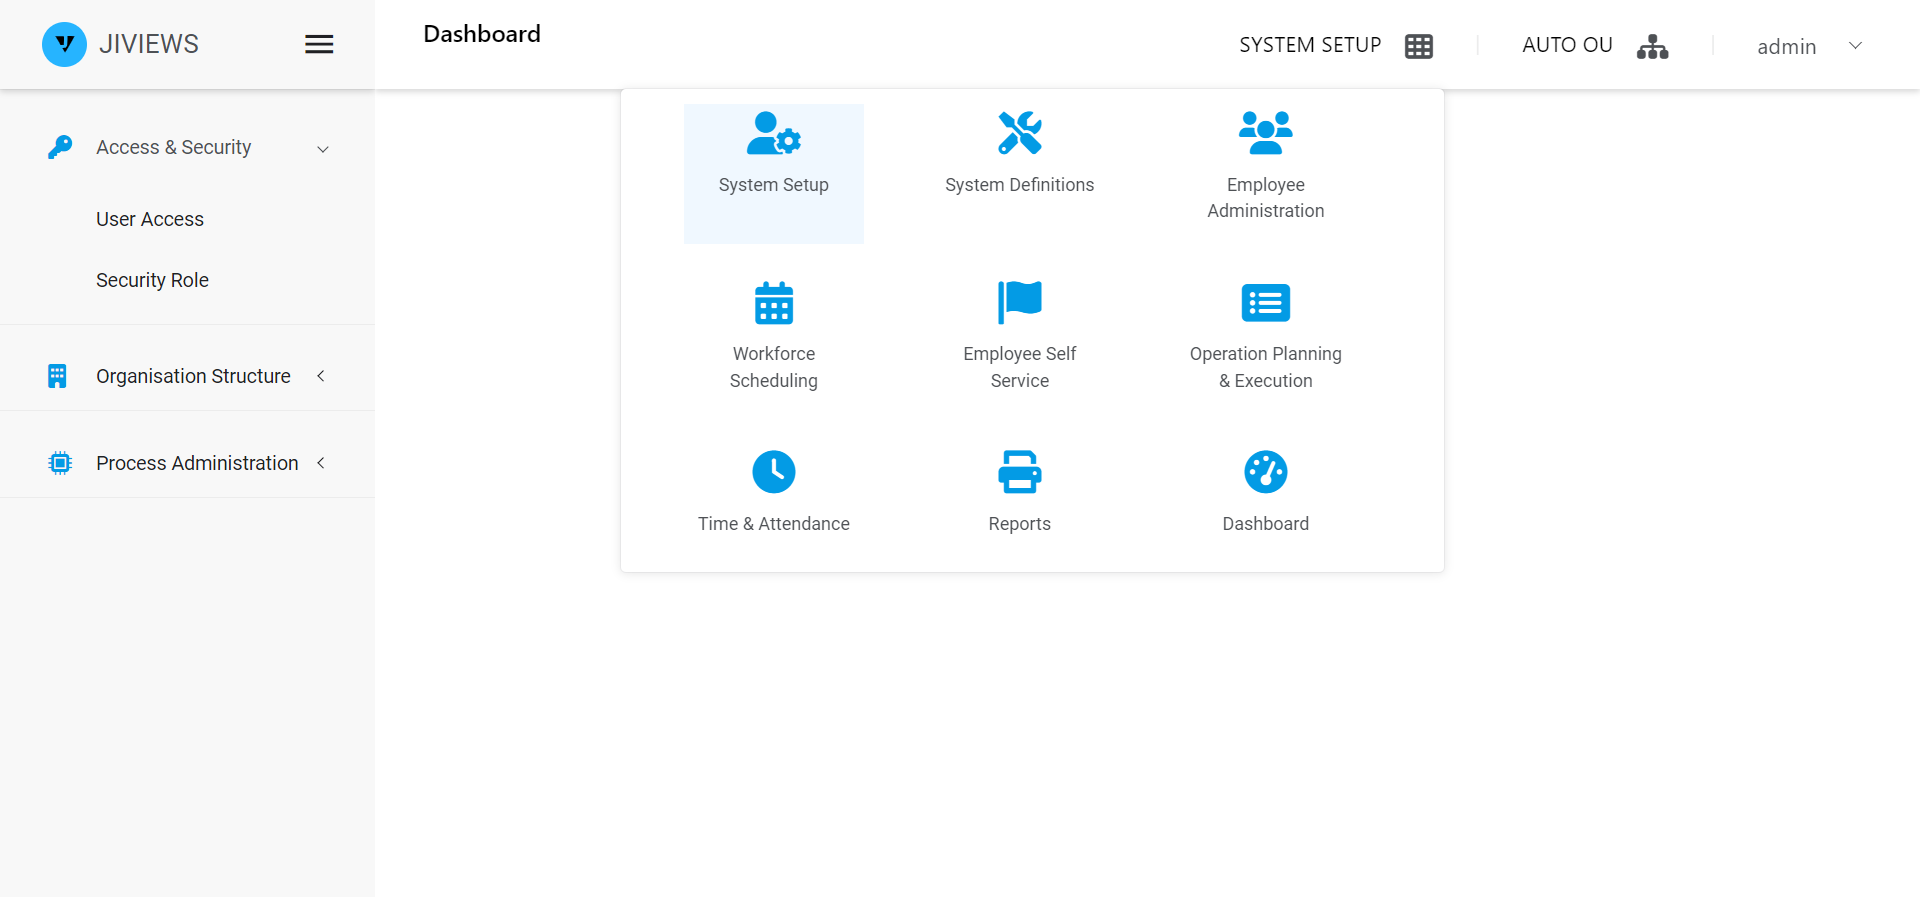 JIVIEWS
Dashboard
SYSTEM SETUP
AUTO OU
admin
Access & Security
User Access
Security Role
Organisation Structure
Process Administration
System Setup
System Definitions
Employee
Administration
Workforce
Scheduling
Employee Self
Service
Operation Planning
& Execution
Time & Attendance
Reports
Dashboard